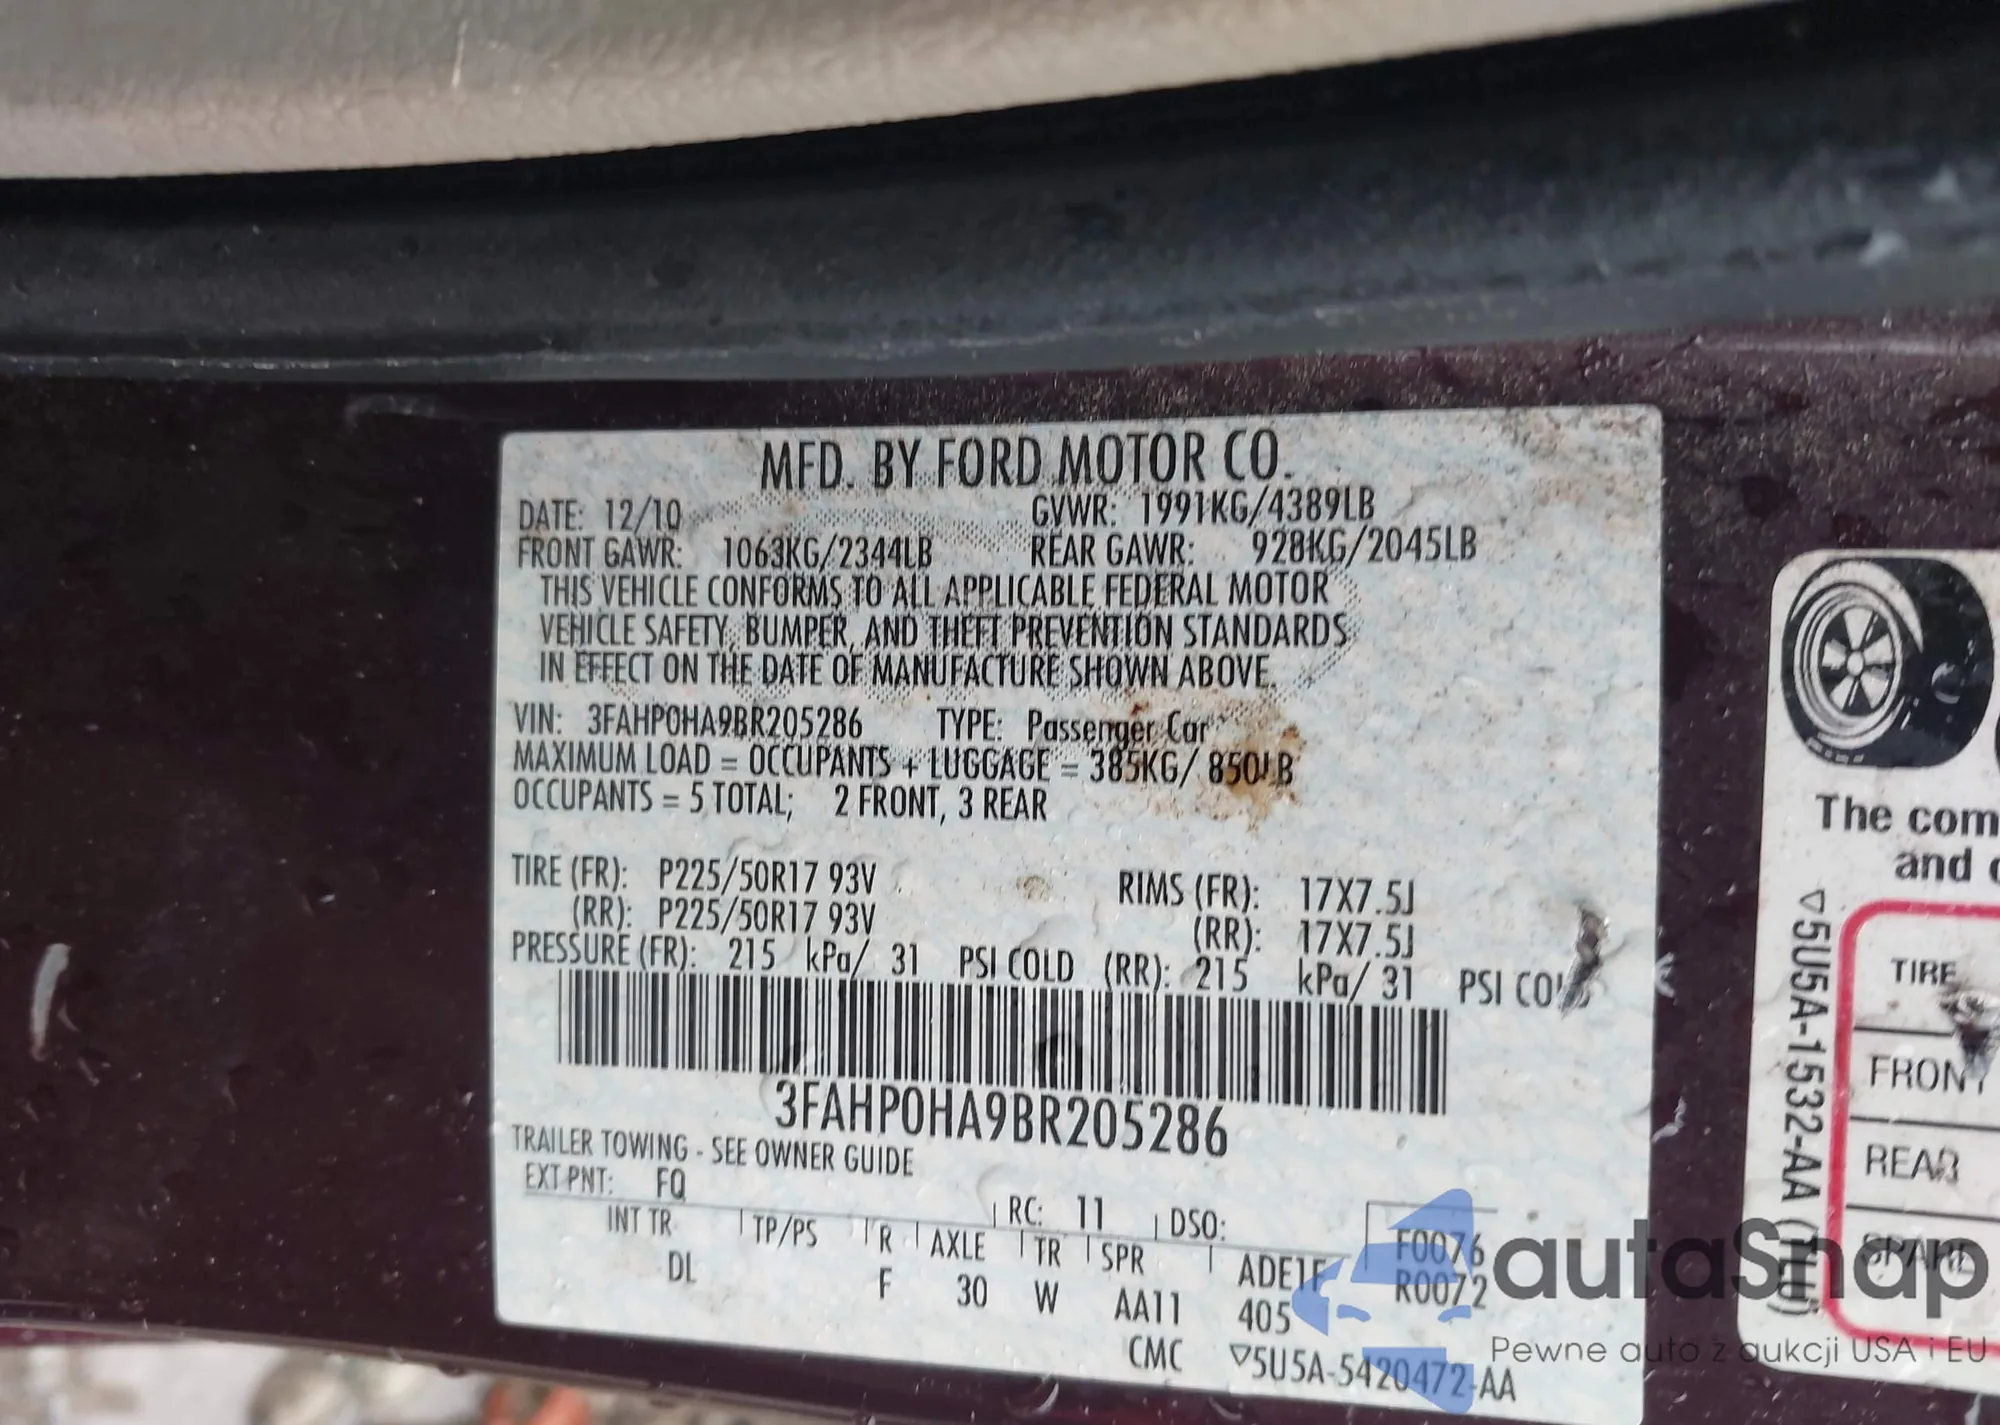 MFD. BY FORD MOTOR CO.
DATE: 12/10 GVWR: 1991KG/4389LB
FRONT GAWR: 1063KG/2344LB REAR GAWR: 928KG/2045LB
THIS VEHICLE CONFORMS TO ALL APPLICABLE FEDERAL MOTOR
VEHICLE SAFETY, BUMPER, AND THEFT PREVENTION STANDARDS
IN EFFECT ON THE DATE OF MANUFACTURE SHOWN ABOVE.
VIN: 3FAHP0HA9BR205286 TYPE: Passenger Car
MAXIMUM LOAD = OCCUPANTS + LUGGAGE = 385KG/ 850LB
OCCUPANTS = 5 TOTAL; 2 FRONT, 3 REAR
TIRE (FR): P225/50R17 93V RIMS (FR): 17X7.5J
(RR): P225/50R17 93V (RR): 17X7.5J
PRESSURE (FR): 215 kPa/ 31 PSI COLD (RR): 215 kPa/ 31 PSI COLD
3FAHP0HA9BR205286
TRAILER TOWING - SEE OWNER GUIDE
EXT PNT: FQ RC: 11 DSO: F0076
INT TR TP/PS R AXLE TR SPR ADE1F R0072
DL F 30 W AA11 405
CMC ▽5U5A-5420472-AA
The com
and
▽5U5A-1532-AA (TLU)
TIRE
FRONT
REAR
SPARE
autaSnap
Pewne auto z aukcji USA i EU